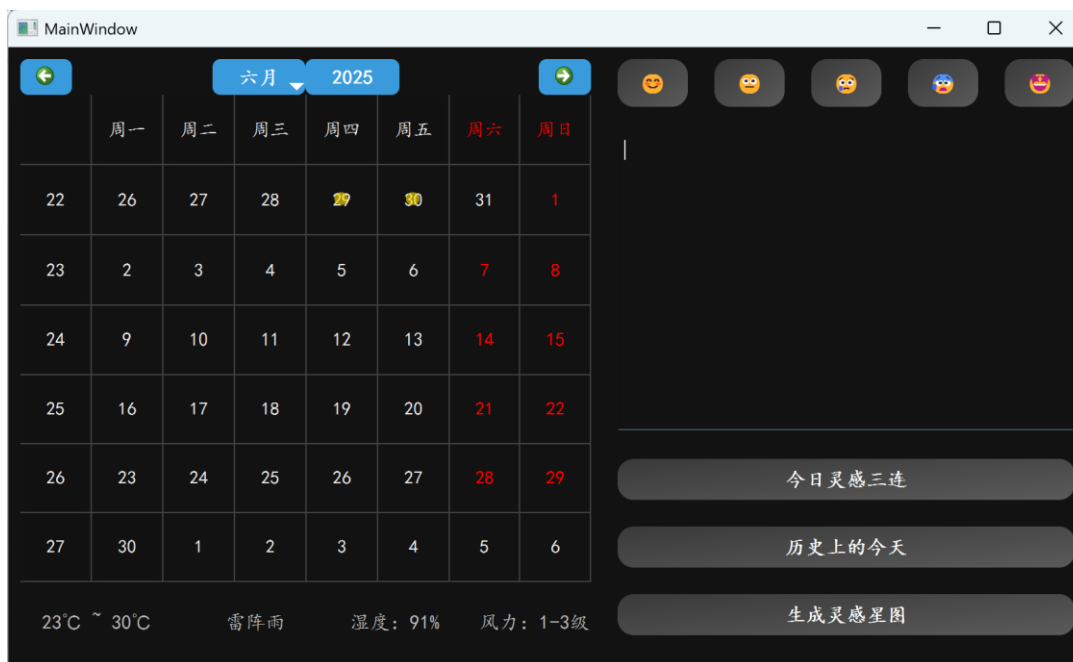 MainWindow
六月 2025
周一 周二 周三 周四 周五 周六 周日
22 26 27 28 29 30 31 1
23 2 3 4 5 6 7 8
24 9 10 11 12 13 14 15
25 16 17 18 19 20 21 22
26 23 24 25 26 27 28 29
27 30 1 2 3 4 5 6
23℃ ~ 30℃ 雷阵雨 湿度：91% 风力：1-3级
今日灵感三连
历史上的今天
生成灵感星图